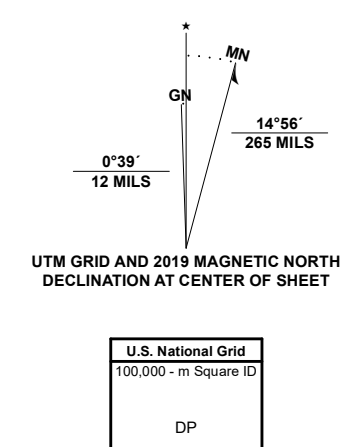 ★
MN
GN
14°56´
265 MILS
0°39´
12 MILS
UTM GRID AND 2019 MAGNETIC NORTH
DECLINATION AT CENTER OF SHEET
U.S. National Grid
100,000 - m Square ID
DP